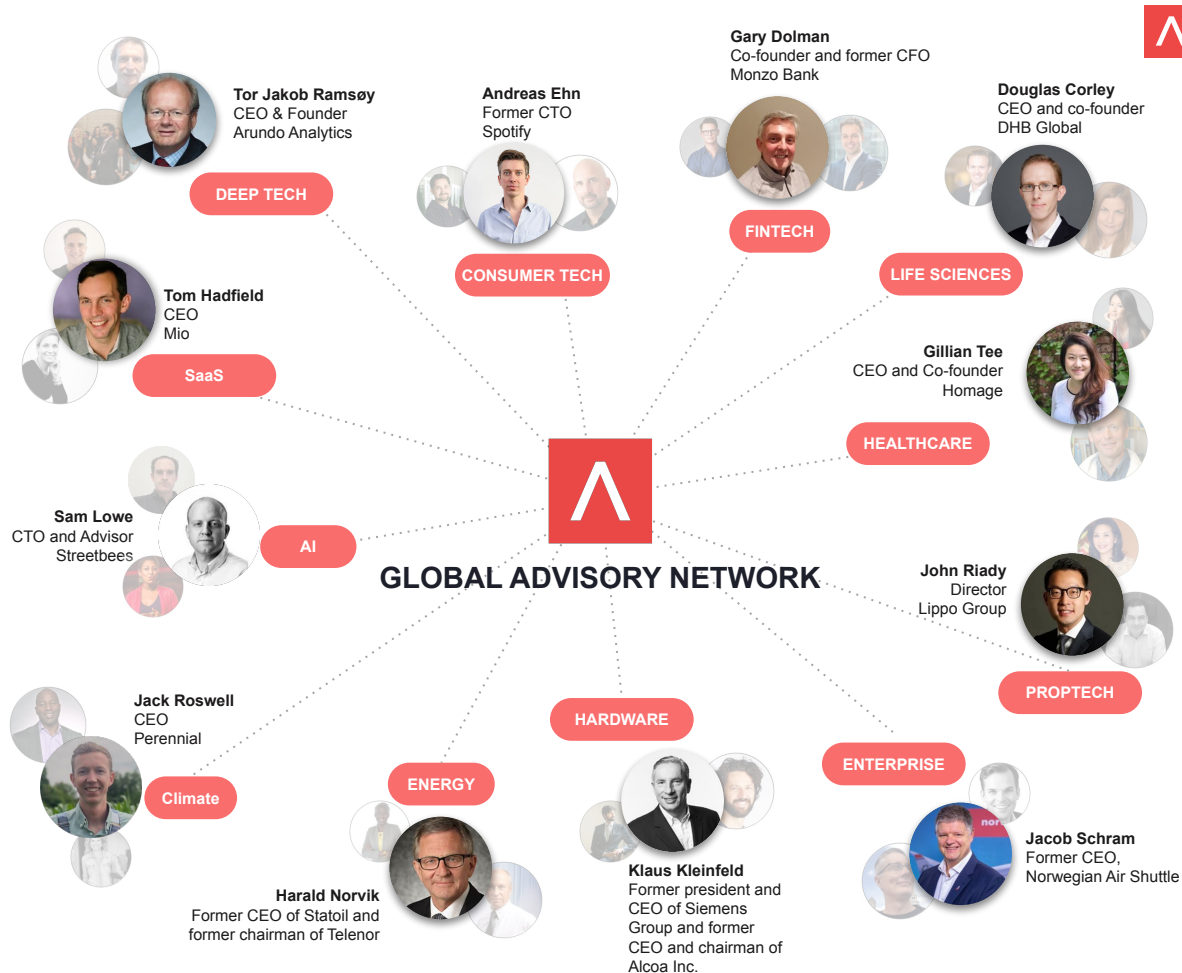 Gary Dolman
Co-founder and former CFO
Monzo Bank
Tor Jakob Ramsøy
CEO & Founder
Arundo Analytics
DEEP TECH
Andreas Ehn
Former CTO
Spotify
CONSUMER TECH
FINTECH
Douglas Corley
CEO and co-founder
DHB Global
LIFE SCIENCES
Tom Hadfield
CEO
Mio
SaaS
Gillian Tee
CEO and Co-founder
Homage
HEALTHCARE
Sam Lowe
CTO and Advisor
Streetbees
AI
GLOBAL ADVISORY NETWORK
John Riady
Director
Lippo Group
PROPTECH
Jack Roswell
CEO
Perennial
Climate
HARDWARE
ENERGY
ENTERPRISE
Harald Norvik
Former CEO of Statoil and
former chairman of Telenor
Klaus Kleinfeld
Former president and
CEO of Siemens
Group and former
CEO and chairman of
Alcoa Inc.
nor
Jacob Schram
Former CEO,
Norwegian Air Shuttle